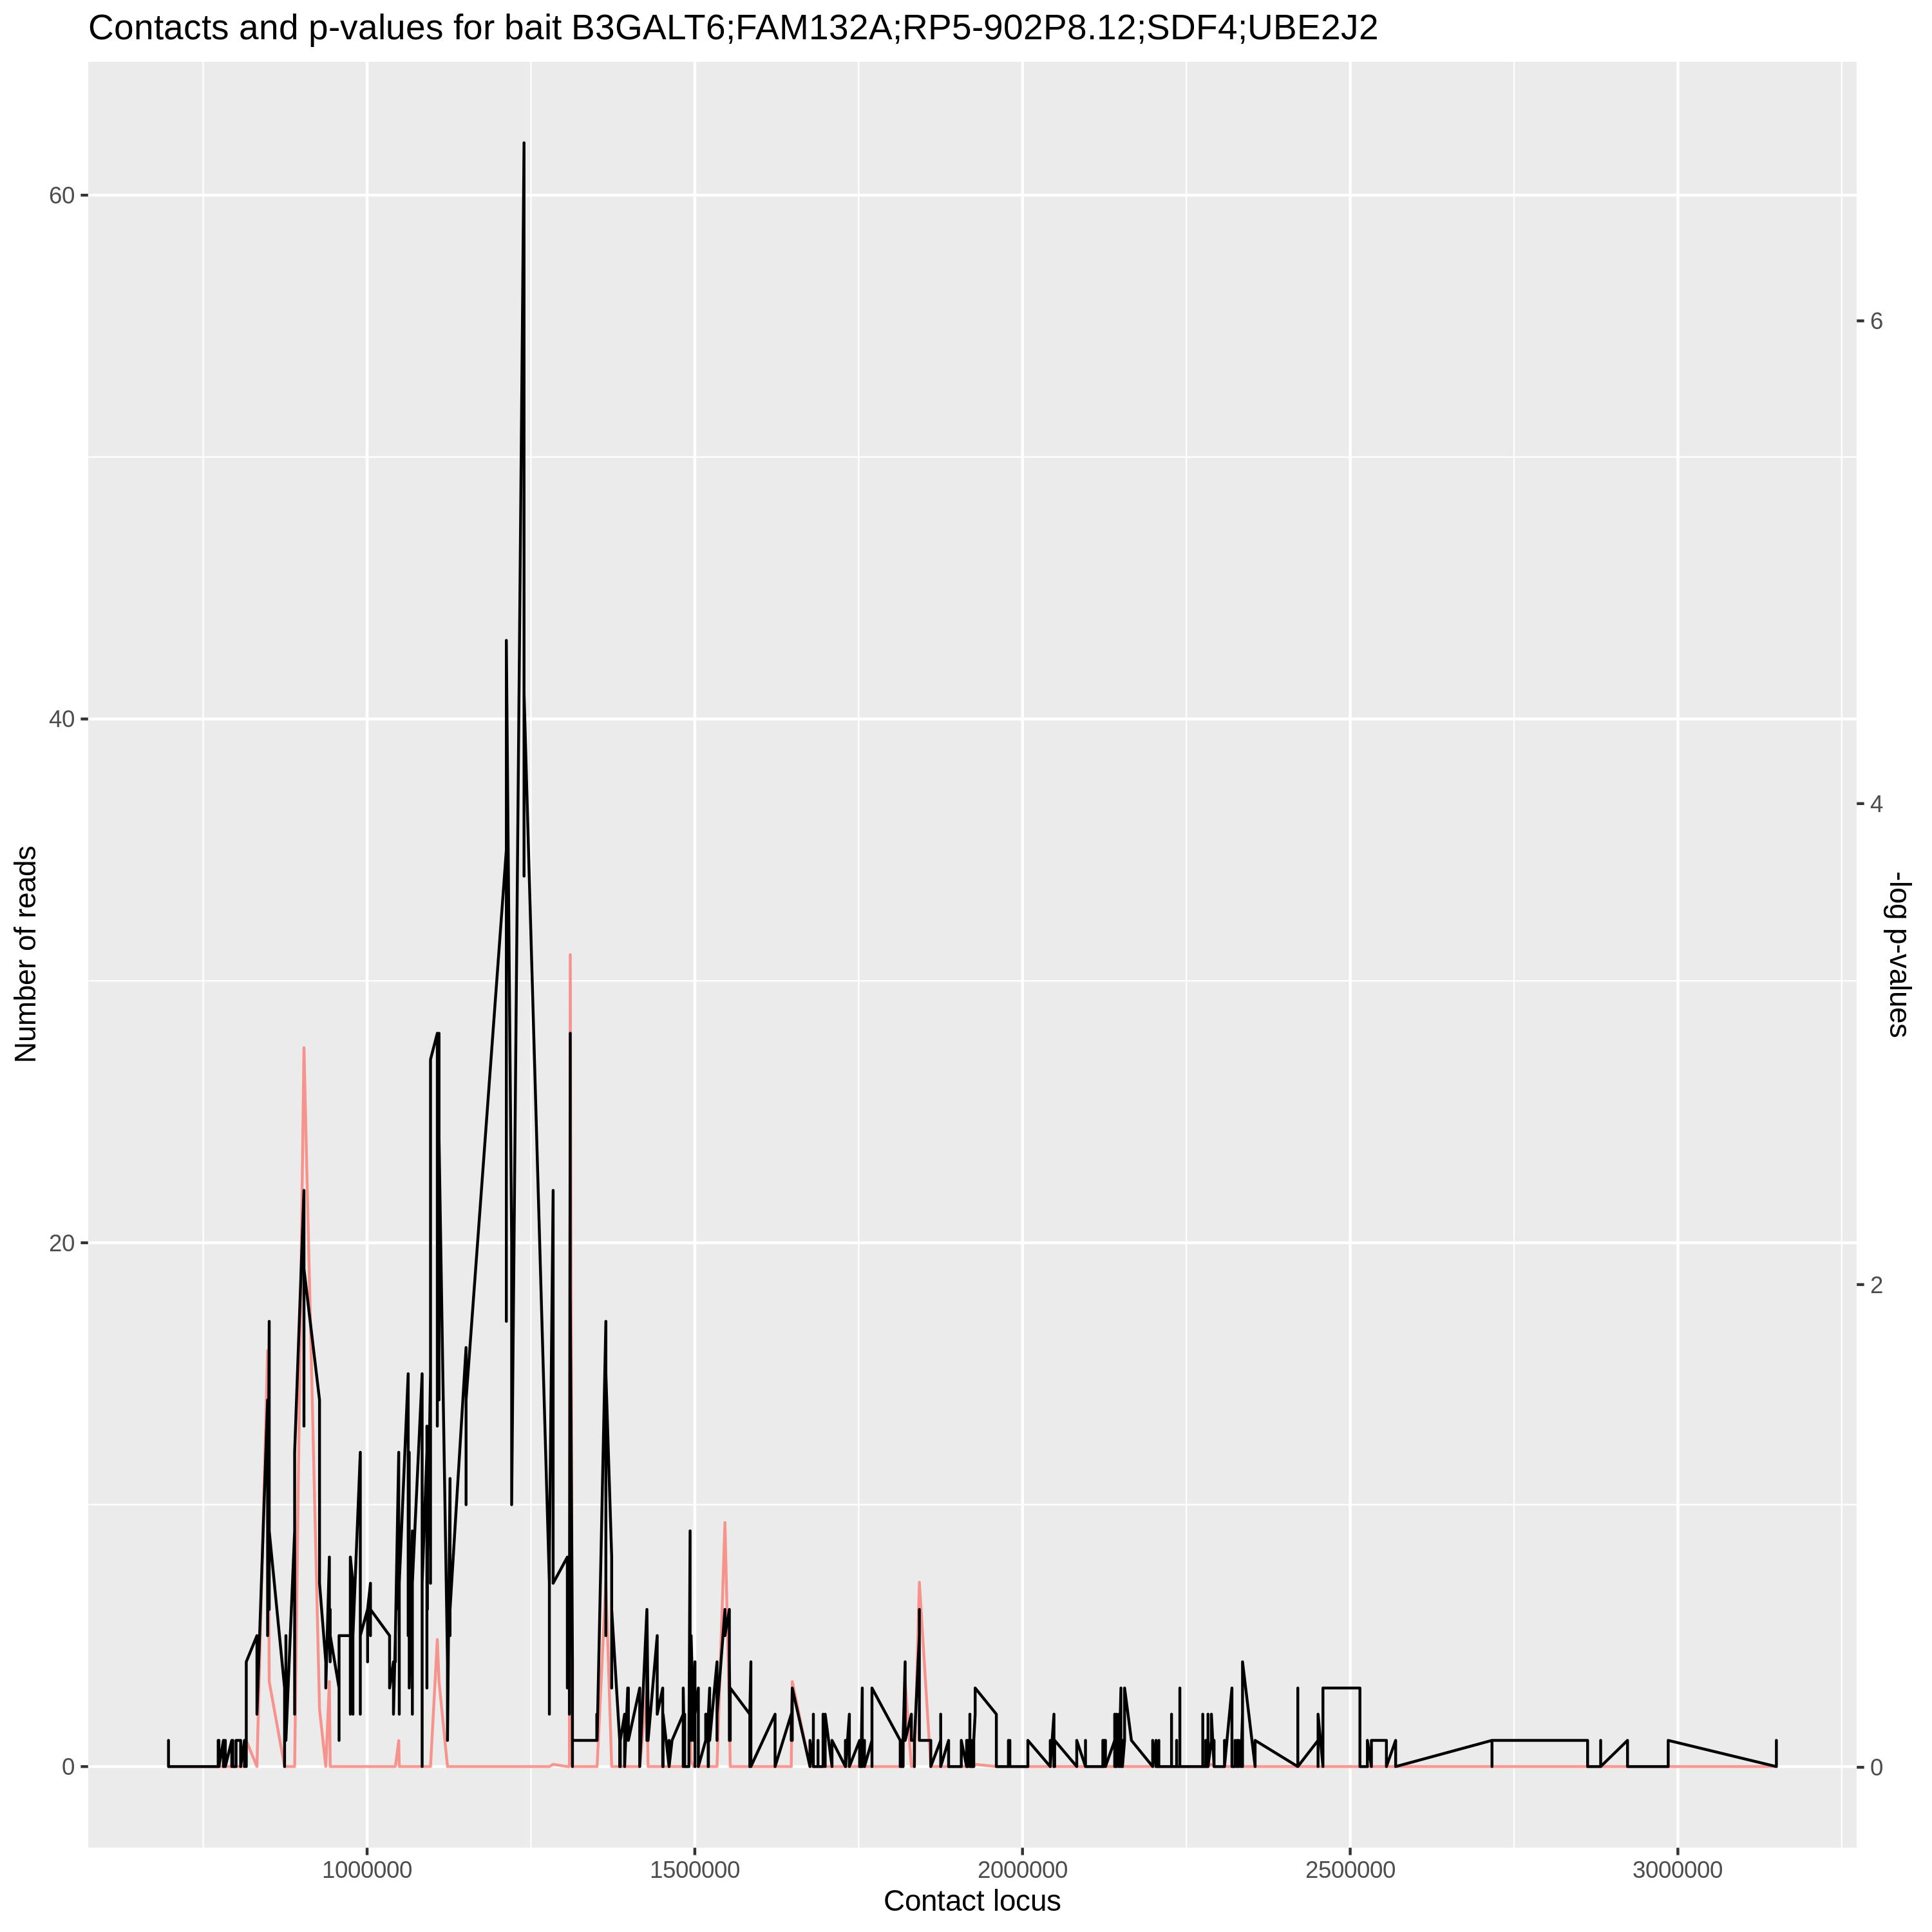 Contacts and p-values for bait B3GALT6;FAM132A;RP5-902P8.12;SDF4;UBE2J2
Number of reads
60
40
20
0
6
4
2
0
-log p-values
1000000 1500000 2000000 2500000 3000000
Contact locus